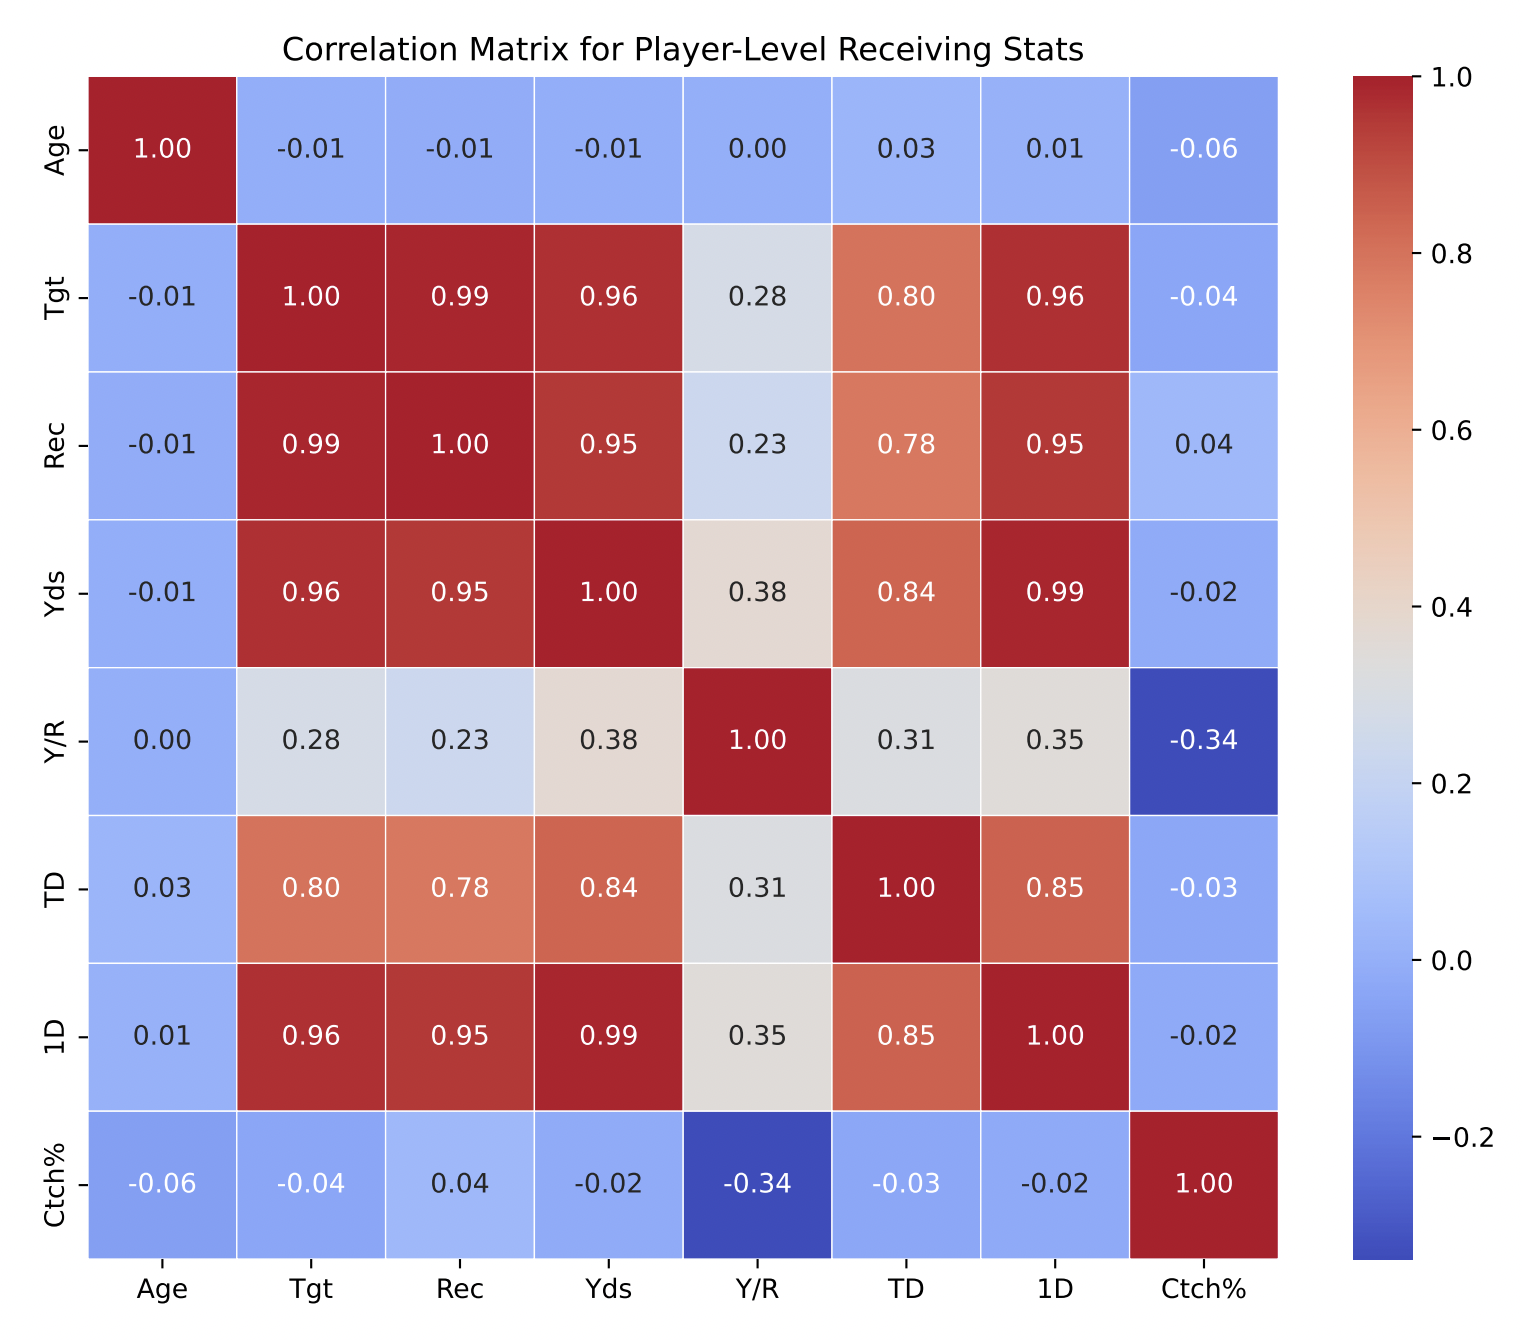 Correlation Matrix for Player-Level Receiving Stats
Age 1.00 -0.01 -0.01 -0.01 0.00 0.03 0.01 -0.06
Tgt -0.01 1.00 0.99 0.96 0.28 0.80 0.96 -0.04
Rec -0.01 0.99 1.00 0.95 0.23 0.78 0.95 0.04
Yds -0.01 0.96 0.95 1.00 0.38 0.84 0.99 -0.02
Y/R 0.00 0.28 0.23 0.38 1.00 0.31 0.35 -0.34
TD 0.03 0.80 0.78 0.84 0.31 1.00 0.85 -0.03
1D 0.01 0.96 0.95 0.99 0.35 0.85 1.00 -0.02
Ctch% -0.06 -0.04 0.04 -0.02 -0.34 -0.03 -0.02 1.00
Age Tgt Rec Yds Y/R TD 1D Ctch%
1.0
0.8
0.6
0.4
0.2
0.0
−0.2